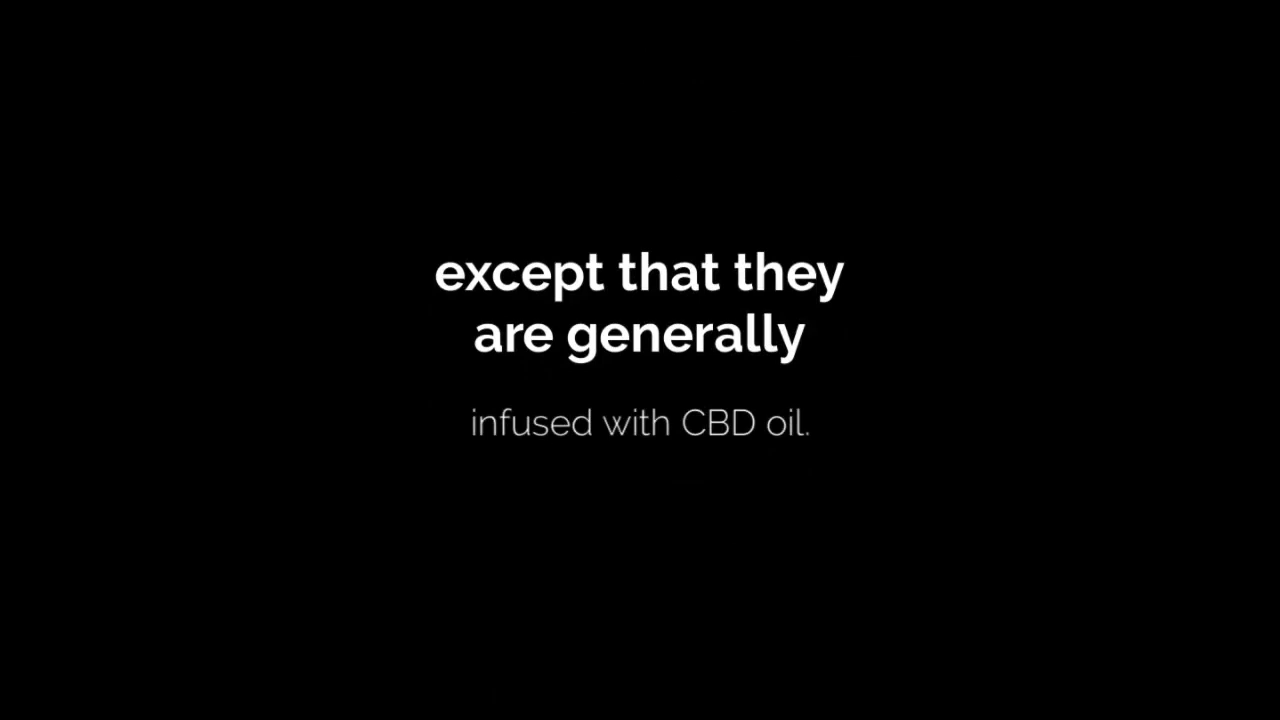 except that they
are generally
infused with CBD oil.